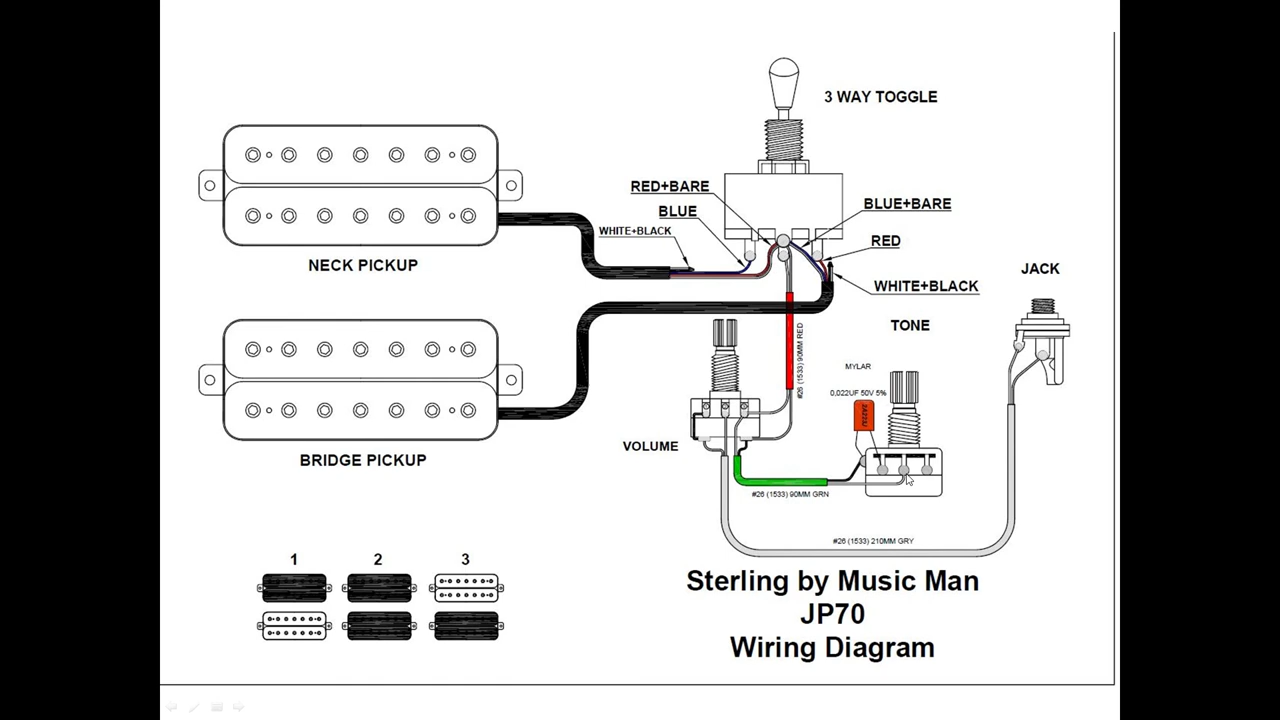 3 WAY TOGGLE
RED+BARE
BLUE+BARE
BLUE
WHITE+BLACK
RED
NECK PICKUP
JACK
WHITE+BLACK
TONE
#26 (1533) 90MM RED
MYLAR
0.022UF 50V 5%
VOLUME
BRIDGE PICKUP
#26 (1533) 90MM GRN
#26 (1533) 210MM GRY
1 2 3
Sterling by Music Man
JP70
Wiring Diagram